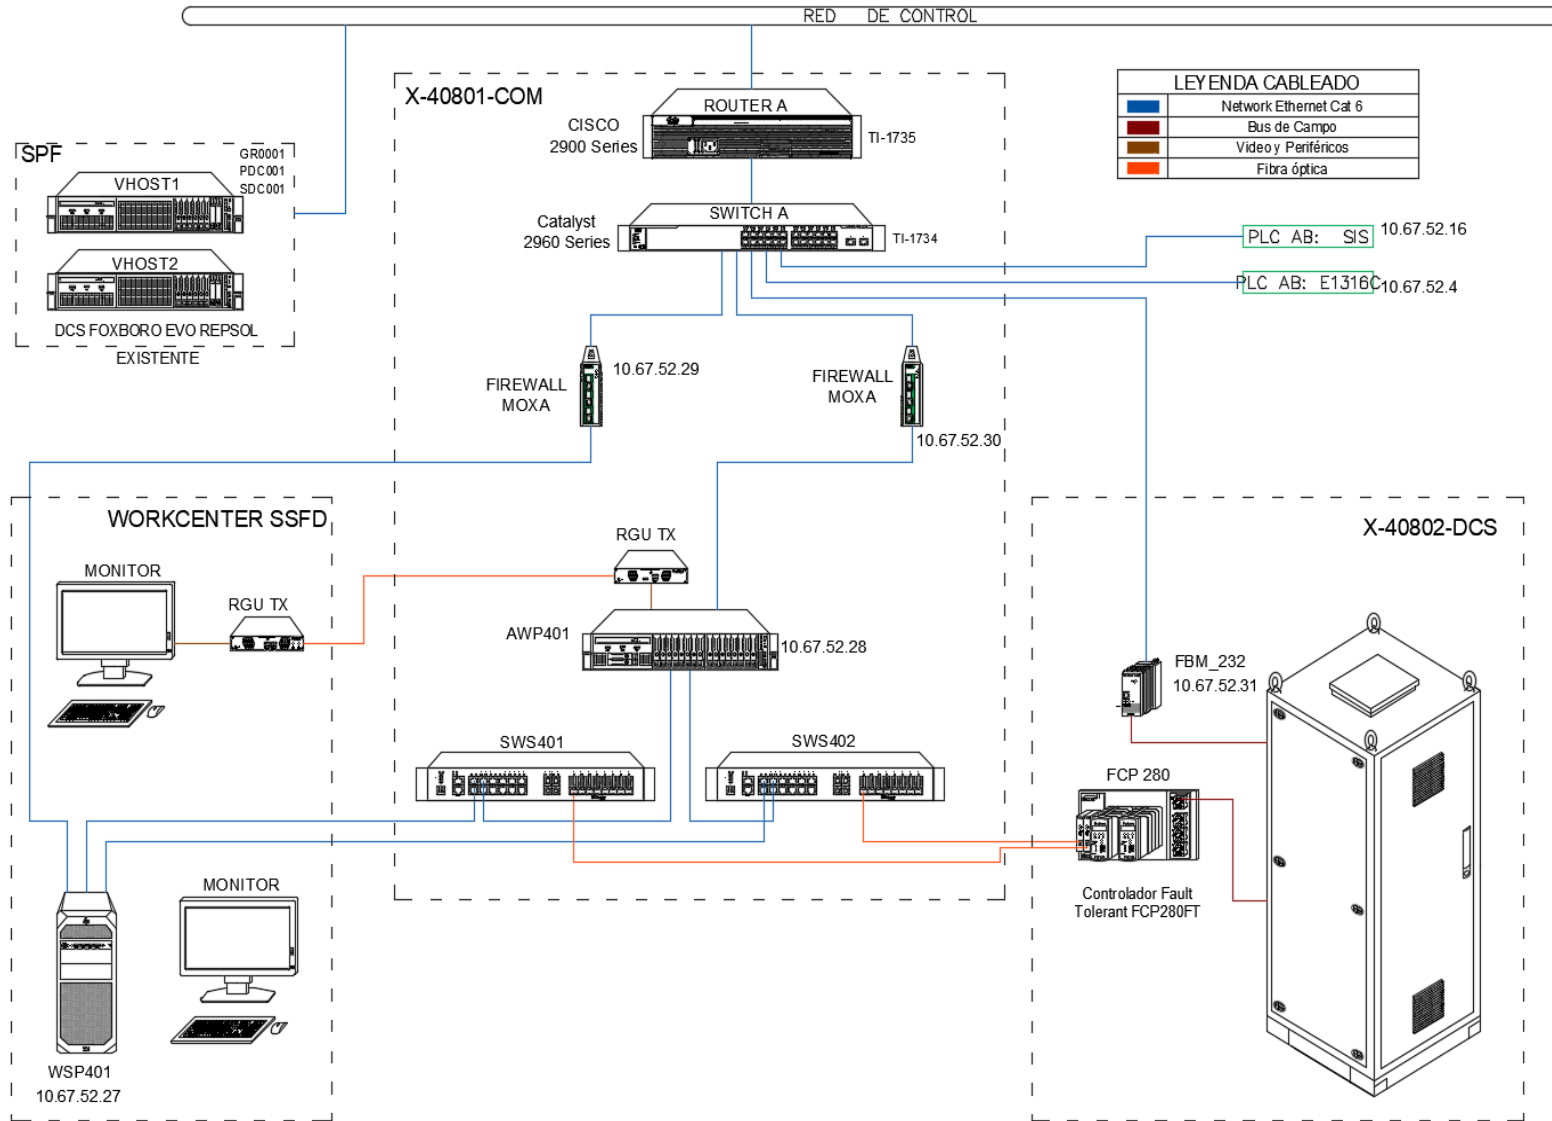 RED DE CONTROL
X-40801-COM
ROUTER A
CISCO
2900 Series
TI-1735
LEYENDA CABLEADO
Network Ethernet Cat 6
Bus de Campo
Video y Periféricos
Fibra óptica
SPF
GR0001
PDC001
SDC001
VHOST1
VHOST2
DCS FOXBORO EVO REPSOL
EXISTENTE
SWITCH A
Catalyst
2960 Series
TI-1734
PLC AB: SIS
10.67.52.16
PLC AB: E1316C
10.67.52.4
FIREWALL
MOXA
10.67.52.29
FIREWALL
MOXA
10.67.52.30
WORKCENTER SSFD
MONITOR
RGU TX
RGU TX
AWP401
10.67.52.28
X-40802-DCS
FBM_232
10.67.52.31
SWS401
SWS402
FCP 280
Controlador Fault
Tolerant FCP280FT
MONITOR
WSP401
10.67.52.27